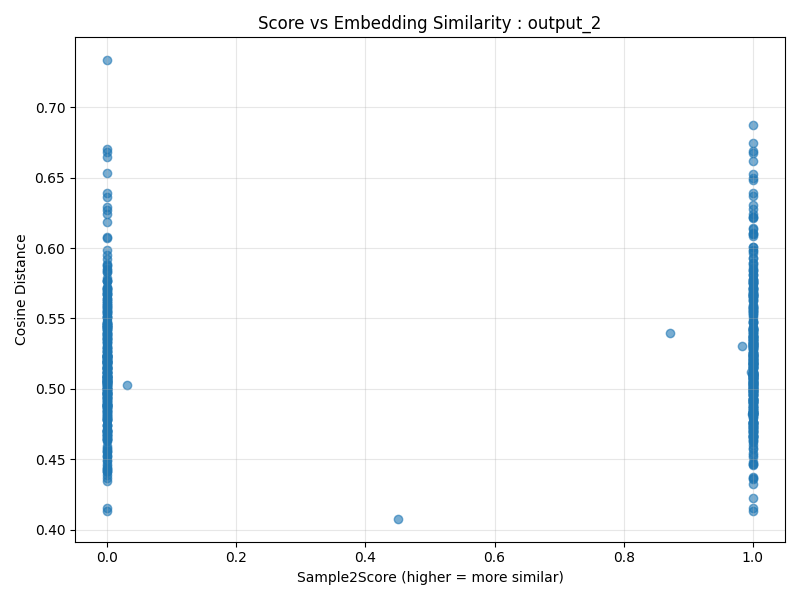 Score vs Embedding Similarity : output_2
0.70
0.65
0.60
0.55
0.50
0.45
0.40
Cosine Distance
0.0 0.2 0.4 0.6 0.8 1.0
Sample2Score (higher = more similar)